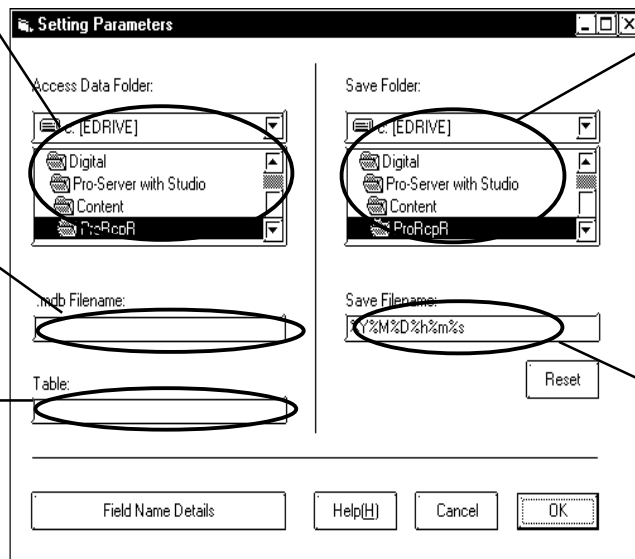 Setting Parameters
Access Data Folder:
[EDRIVE]
Digital
Pro-Server with Studio
Content
ProRcpR
.mdb Filename:
Table:
Save Folder:
[EDRIVE]
Digital
Pro-Server with Studio
Content
ProRcpR
Save Filename:
%Y%M%D%h%m%s
Reset
Field Name Details
Help(H)
Cancel
OK